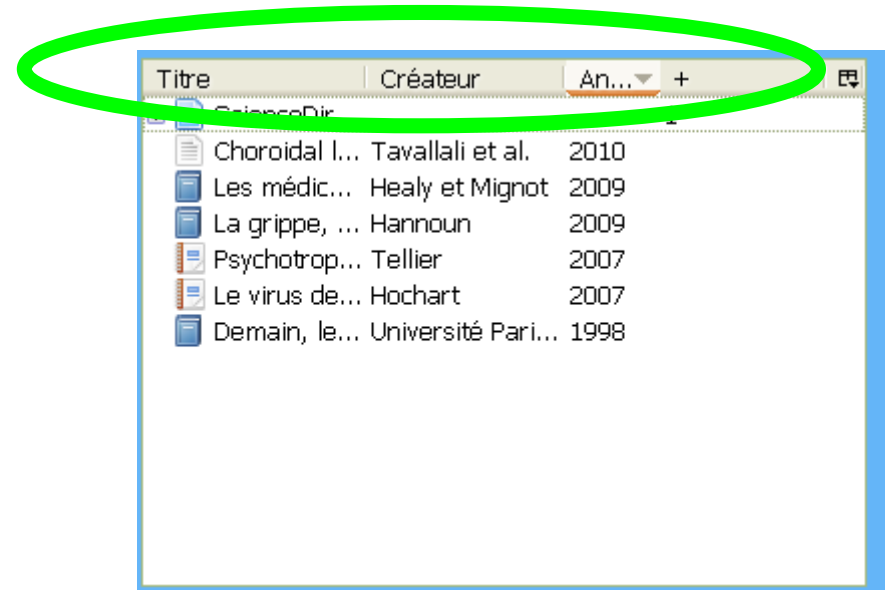 Titre Créateur An... +
ScienceDir
Choroidal l... Tavallali et al. 2010
Les médic... Healy et Mignot 2009
La grippe, ... Hannoun 2009
Psychotrop... Tellier 2007
Le virus de... Hochart 2007
Demain, le... Université Pari... 1998